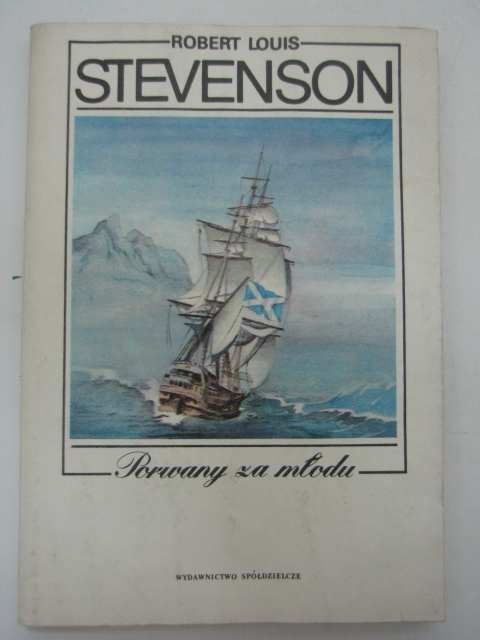 ROBERT LOUIS
STEVENSON
Porwany za młodu
WYDAWNICTWO SPÓŁDZIELCZE